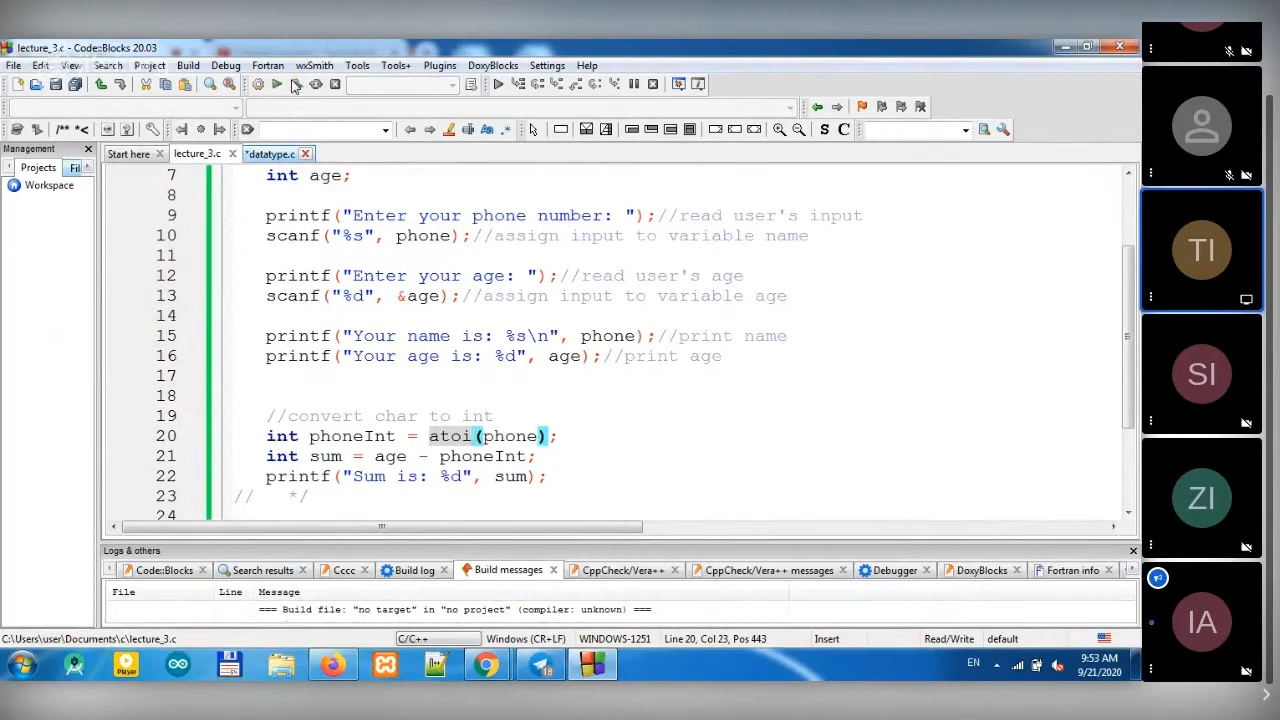 lecture_3.c - Code::Blocks 20.03
File Edit View Search Project Build Debug Fortran wxSmith Tools Tools+ Plugins DoxyBlocks Settings Help
/** *<
S C
Management
Projects Fil
Workspace
Start here lecture_3.c *datatype.c
7 int age;
8
9 printf("Enter your phone number: ");//read user's input
10 scanf("%s", phone);//assign input to variable name
11
12 printf("Enter your age: ");//read user's age
13 scanf("%d", &age);//assign input to variable age
14
15 printf("Your name is: %s\n", phone);//print name
16 printf("Your age is: %d", age);//print age
17
18
19 //convert char to int
20 int phoneInt = atoi(phone);
21 int sum = age - phoneInt;
22 printf("Sum is: %d", sum);
23 // */
24
Logs & others
Code::Blocks Search results Cccc Build log Build messages CppCheck/Vera++ CppCheck/Vera++ messages Debugger DoxyBlocks Fortran info
File Line Message
=== Build file: "no target" in "no project" (compiler: unknown) ===
C:\Users\user\Documents\c\lecture_3.c C/C++ Windows (CR+LF) WINDOWS-1251 Line 20, Col 23, Pos 443 Insert Read/Write default
Player
18
EN
9:53 AM
9/21/2020
TI
SI
ZI
IA